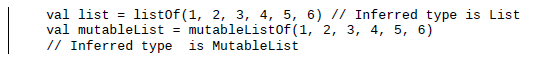 val list = listOf(1, 2, 3, 4, 5, 6) // Inferred type is List
val mutableList = mutableListOf(1, 2, 3, 4, 5, 6)
// Inferred type  is MutableList